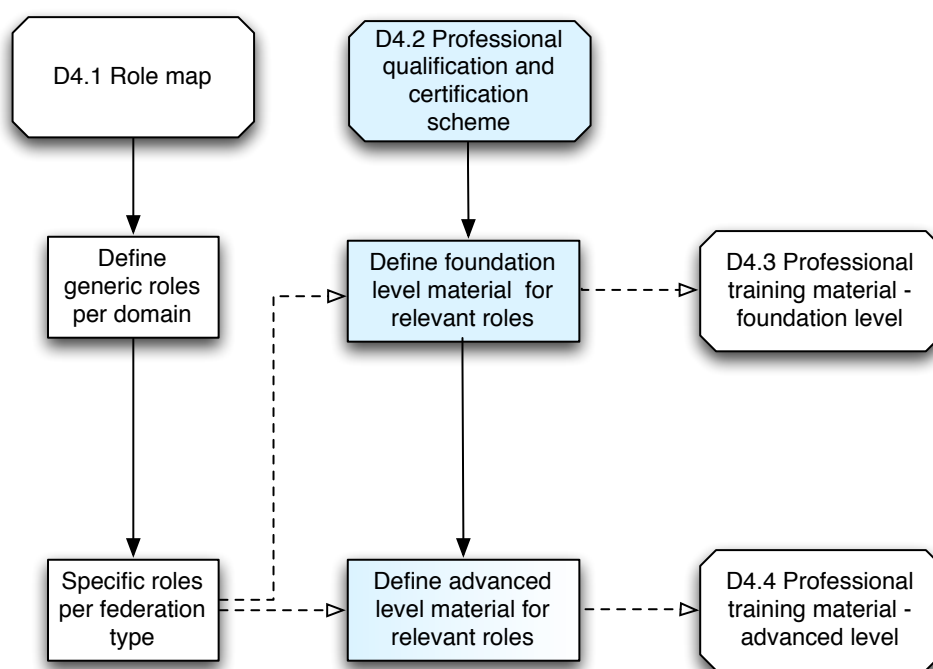 D4.1 Role map
D4.2 Professional
qualification and
certification
scheme
Define
generic roles
per domain
Define foundation
level material for
relevant roles
D4.3 Professional
training material -
foundation level
Specific roles
per federation
type
Define advanced
level material for
relevant roles
D4.4 Professional
training material -
advanced level